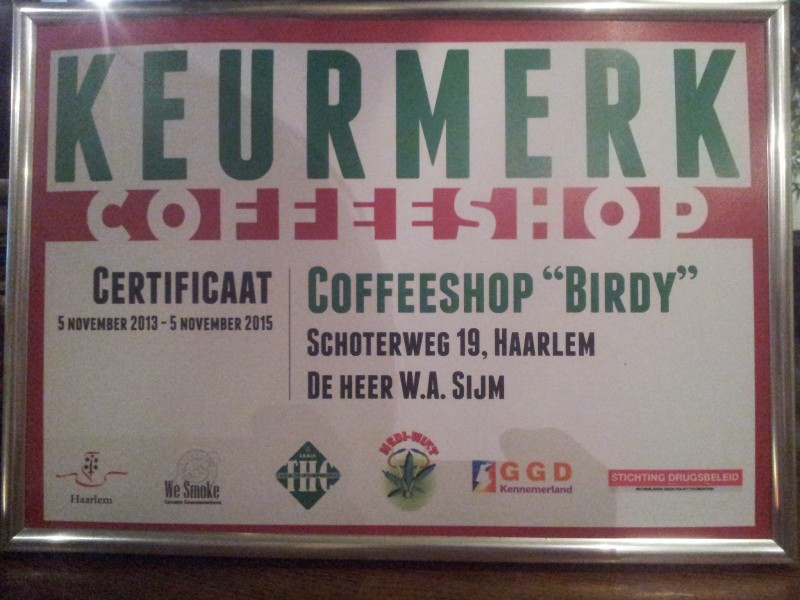 KEURMERK
COFFEESHOP
CERTIFICAAT
5 NOVEMBER 2013 - 5 NOVEMBER 2015
COFFEESHOP “BIRDY”
SCHOTERWEG 19, HAARLEM
DE HEER W.A. SIJM
Haarlem
We Smoke
THC
MEDI-WIET
GGD
Kennemerland
STICHTING DRUGSBELEID